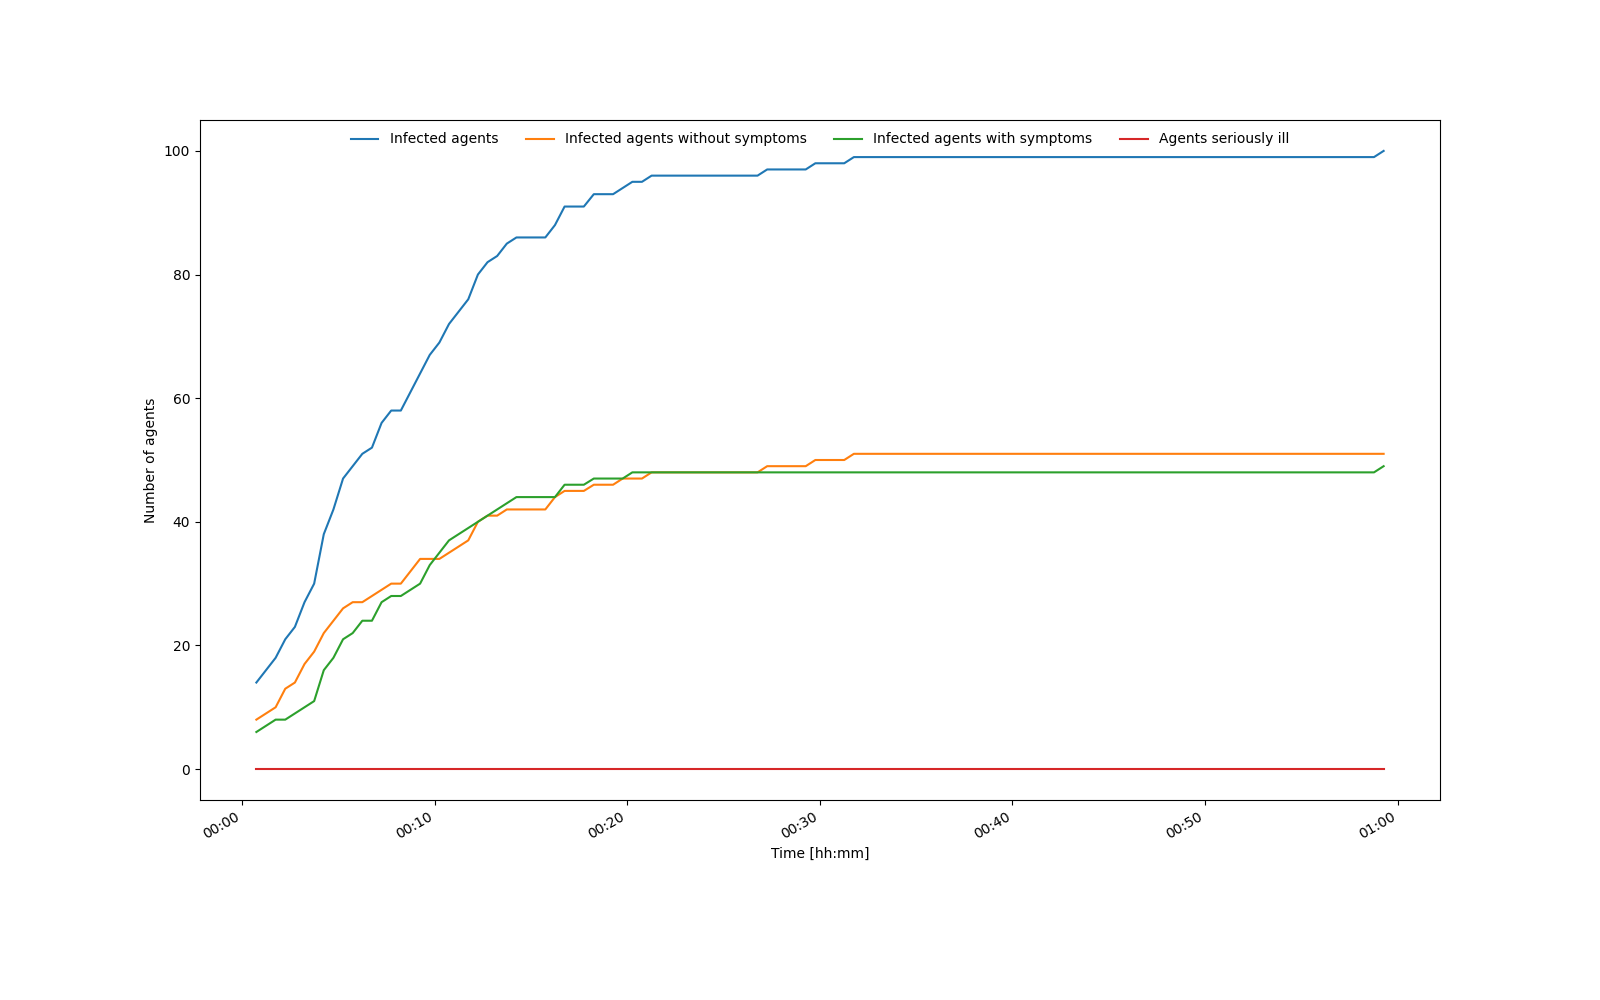 Infected agents Infected agents without symptoms Infected agents with symptoms Agents seriously ill
100
80
60
40
20
0
Number of agents
00:00 00:10 00:20 00:30 00:40 00:50 01:00
Time [hh:mm]